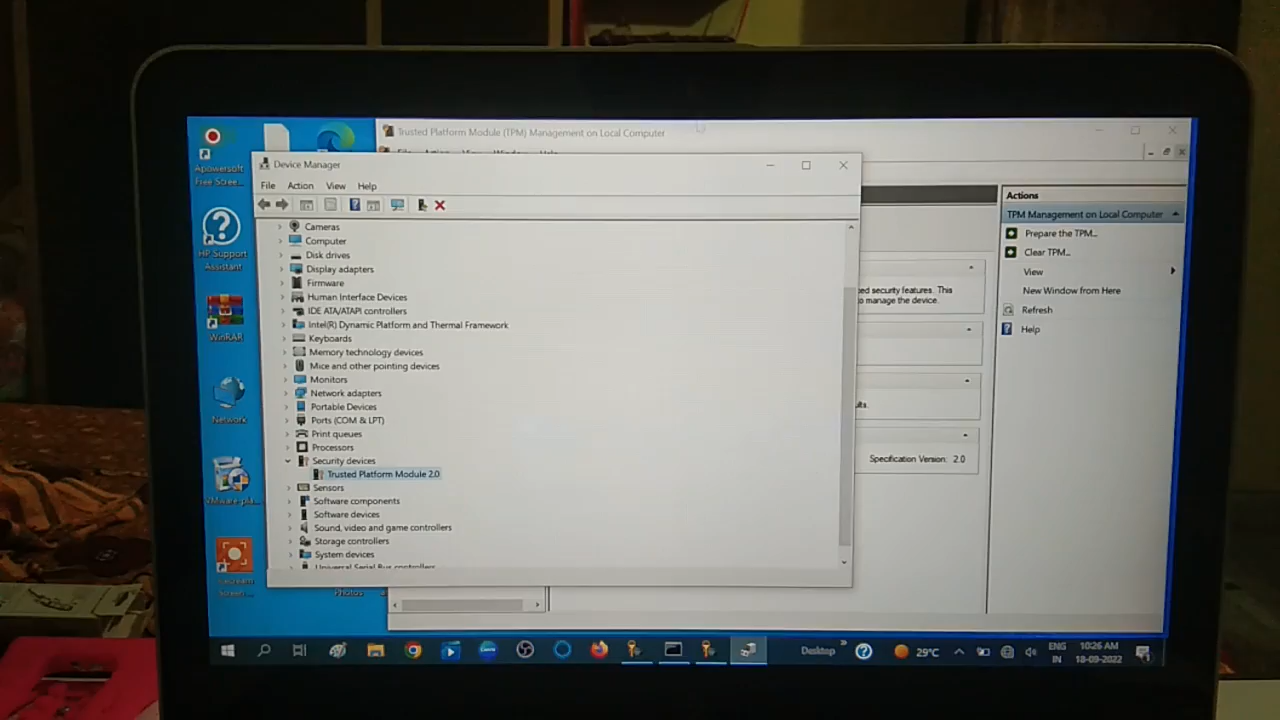 Apowersoft
Free Scree...
HP Support
Assistant
WinRAR
Network
Photos
Trusted Platform Module (TPM) Management on Local Computer
Device Manager
File Action View Help
Cameras
Computer
Disk drives
Display adapters
Firmware
Human Interface Devices
IDE ATA/ATAPI controllers
Intel(R) Dynamic Platform and Thermal Framework
Keyboards
Memory technology devices
Mice and other pointing devices
Monitors
Network adapters
Portable Devices
Ports (COM & LPT)
Print queues
Processors
Security devices
Trusted Platform Module 2.0
Sensors
Software components
Software devices
Sound, video and game controllers
Storage controllers
System devices
Universal Serial Bus controllers
security features. This
to manage the device.
Specification Version: 2.0
Actions
TPM Management on Local Computer
Prepare the TPM...
Clear TPM...
View
New Window from Here
Refresh
Help
Desktop
29°C
ENG
IN
10:26 AM
18-09-2022